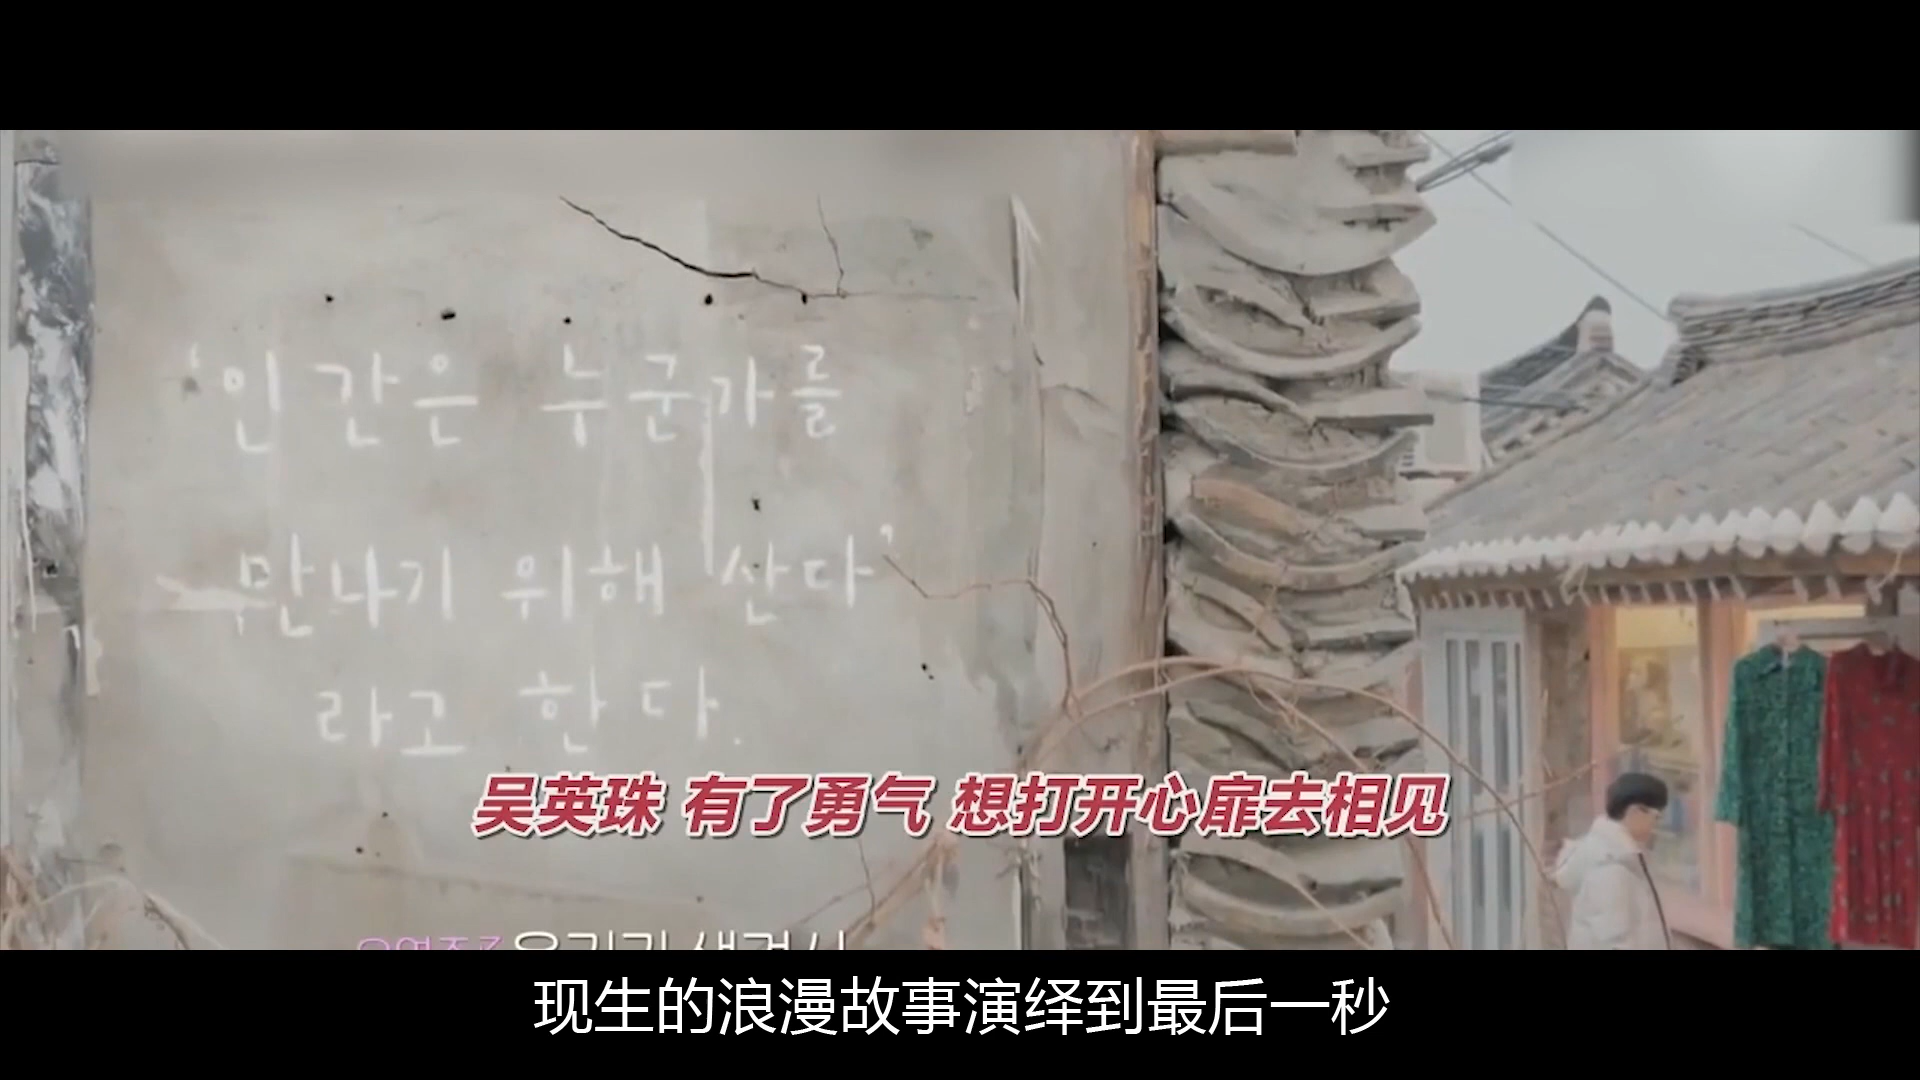 '인간은 누군가를
만나기 위해 산다'
라고 한다.
吴英珠 有了勇气 想打开心扉去相见
现生的浪漫故事演绎到最后一秒